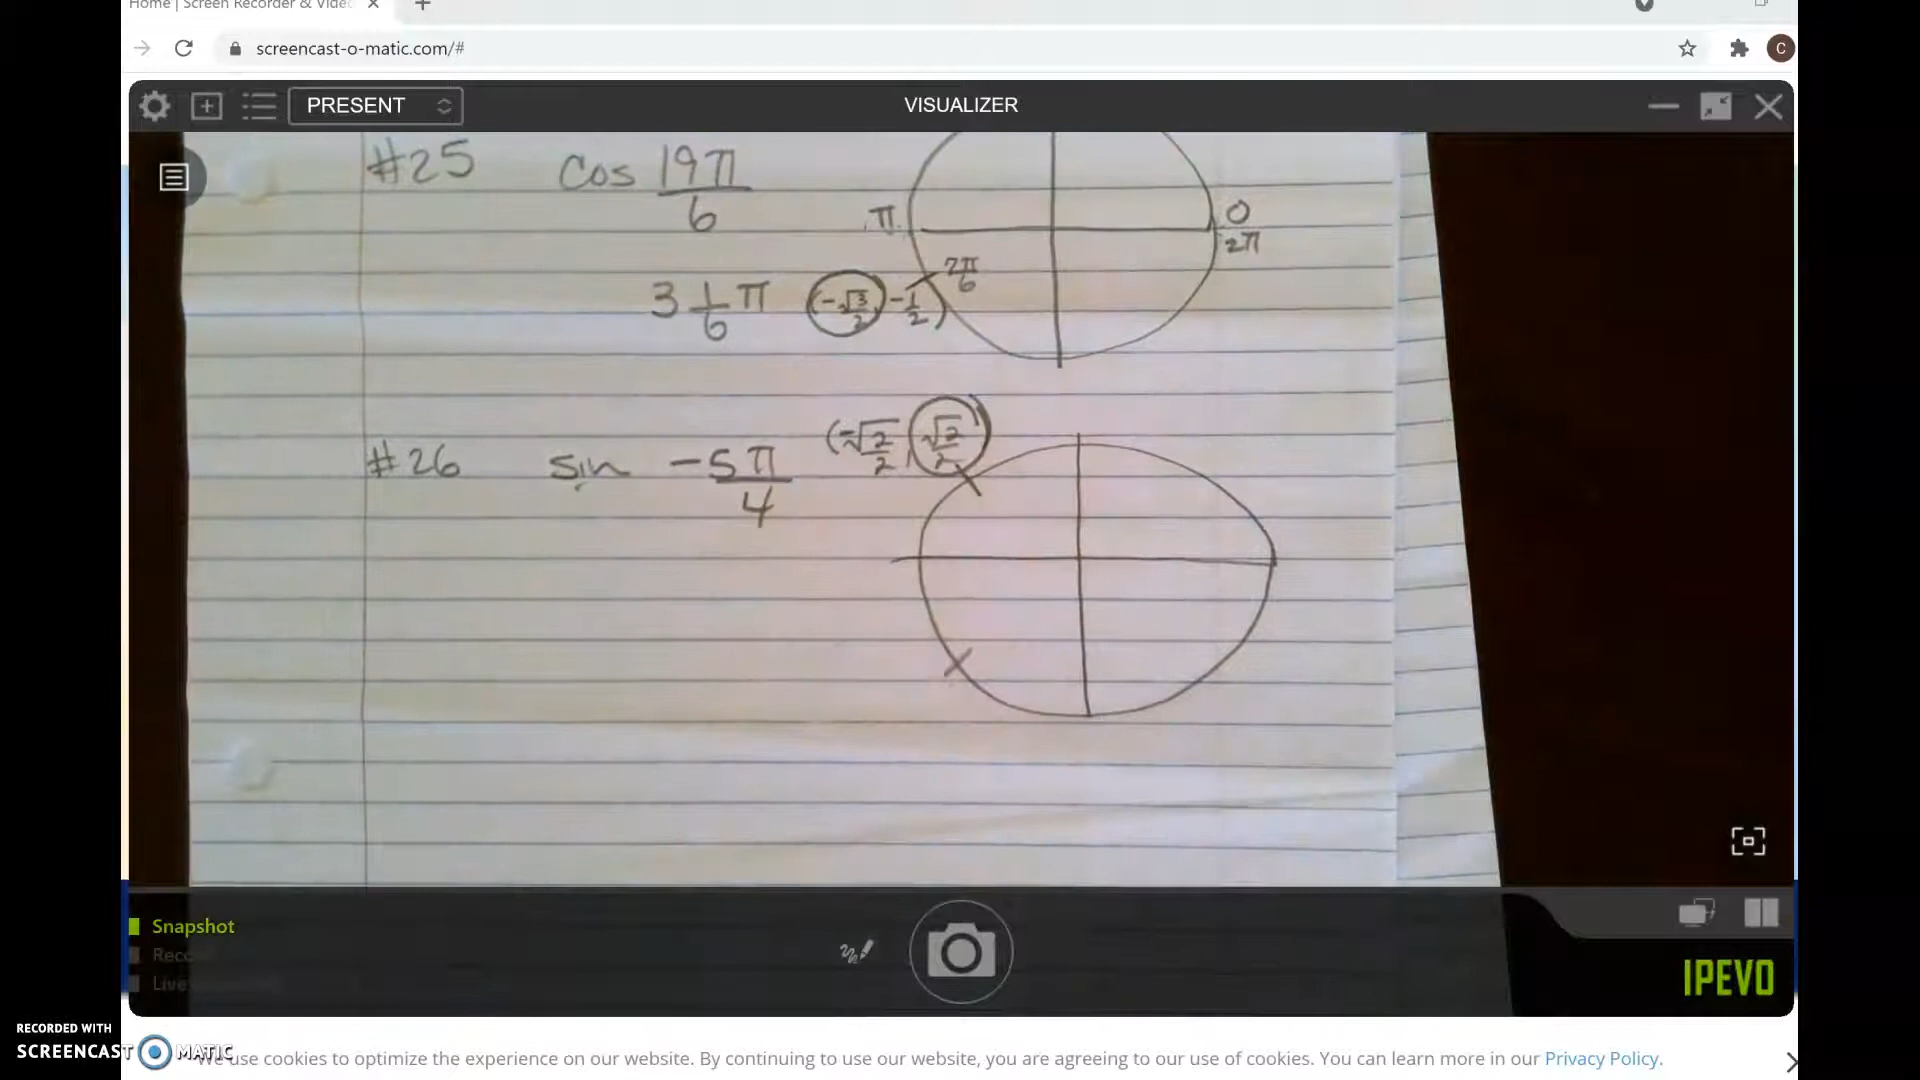 Home | Screen Recorder & Vide
screencast-o-matic.com/#
C
PRESENT
VISUALIZER
#25 cos 19π/6
π
0
2π
3 1/6 π (-√3/2, -1/2) 7π/6
#26 sin -5π/4 (-√2/2, √2/2)
Snapshot
Reco
Live
IPEVO
RECORDED WITH
SCREENCAST MATIC
We use cookies to optimize the experience on our website. By continuing to use our website, you are agreeing to our use of cookies. You can learn more in our Privacy Policy.